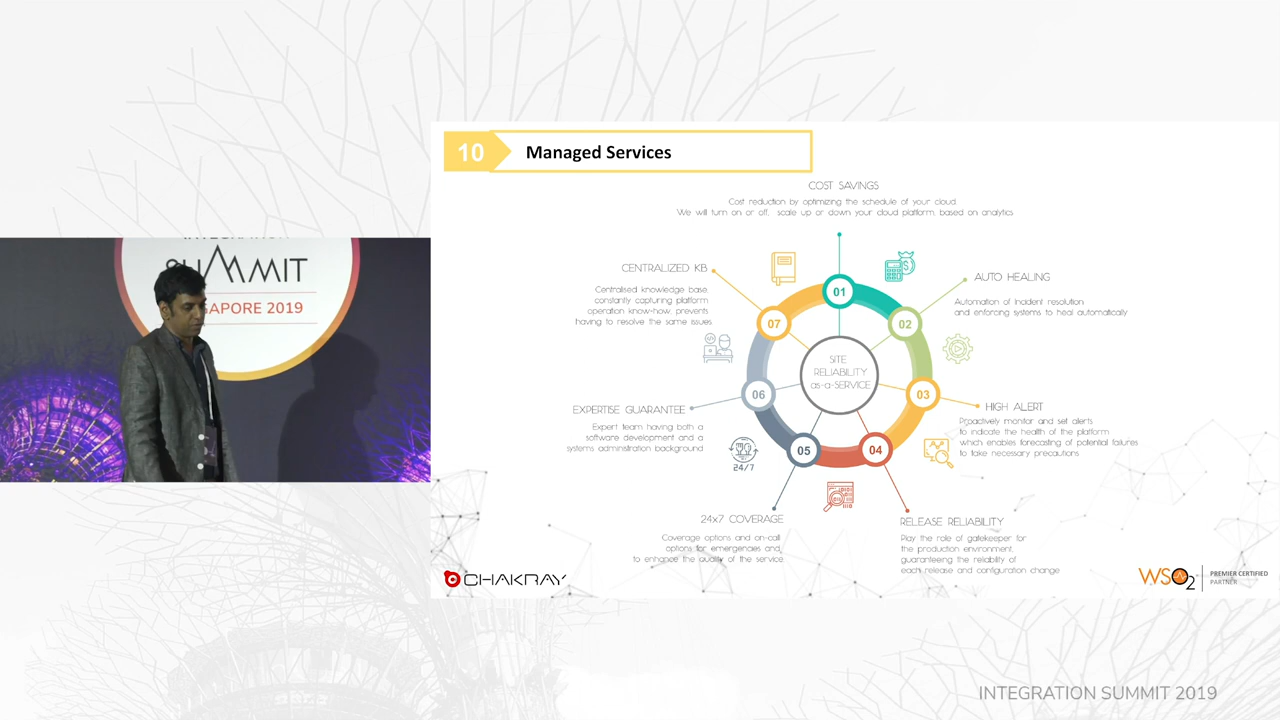 10
Managed Services
COST SAVINGS
Cost reduction by optimizing the schedule of your cloud.
We will turn on or off, scale up or down your cloud platform, based on analytics
CENTRALIZED KB
Centralised knowledge base,
constantly capturing platform
operation know-how, prevents
having to resolve the same issues
AUTO HEALING
Automation of Incident resolution
and enforcing systems to heal automatically
01
02
03
04
05
06
07
SITE
RELIABILITY
as-a-SERVICE
EXPERTISE GUARANTEE
Expert team having both a
software development and a
systems administration background
HIGH ALERT
Proactively monitor and set alerts
to indicate the health of the platform
which enables forecasting of potential failures
to take necessary precautions
24/7
24x7 COVERAGE
Coverage options and on-call
options for emergencies and,
to enhance the quality of the service
RELEASE RELIABILITY
Play the role of gatekeeper for
the production environment,
guaranteeing the reliability of
each release and configuration change
CHAKRAY
WSO2
PREMIER CERTIFIED
PARTNER
SUMMIT
GAPORE 2019
INTEGRATION SUMMIT 2019